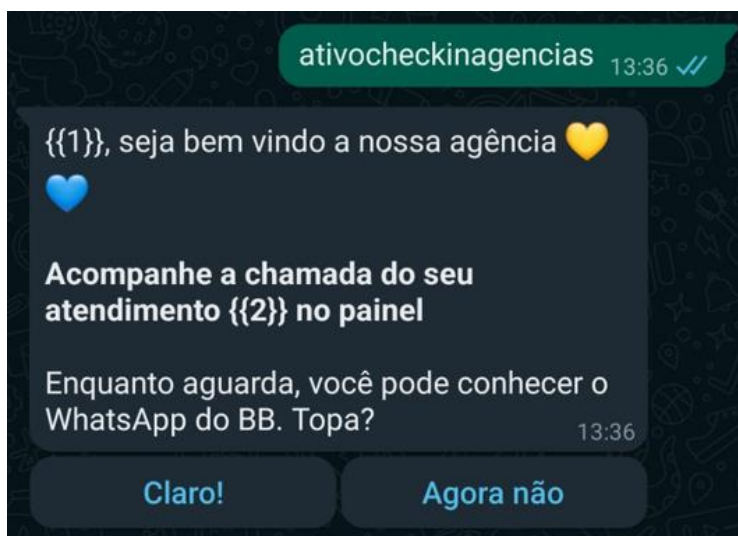 ativocheckinagencias 13:36
{{1}}, seja bem vindo a nossa agência 💛
💙
Acompanhe a chamada do seu
atendimento {{2}} no painel
Enquanto aguarda, você pode conhecer o
WhatsApp do BB. Topa?
13:36
Claro! Agora não